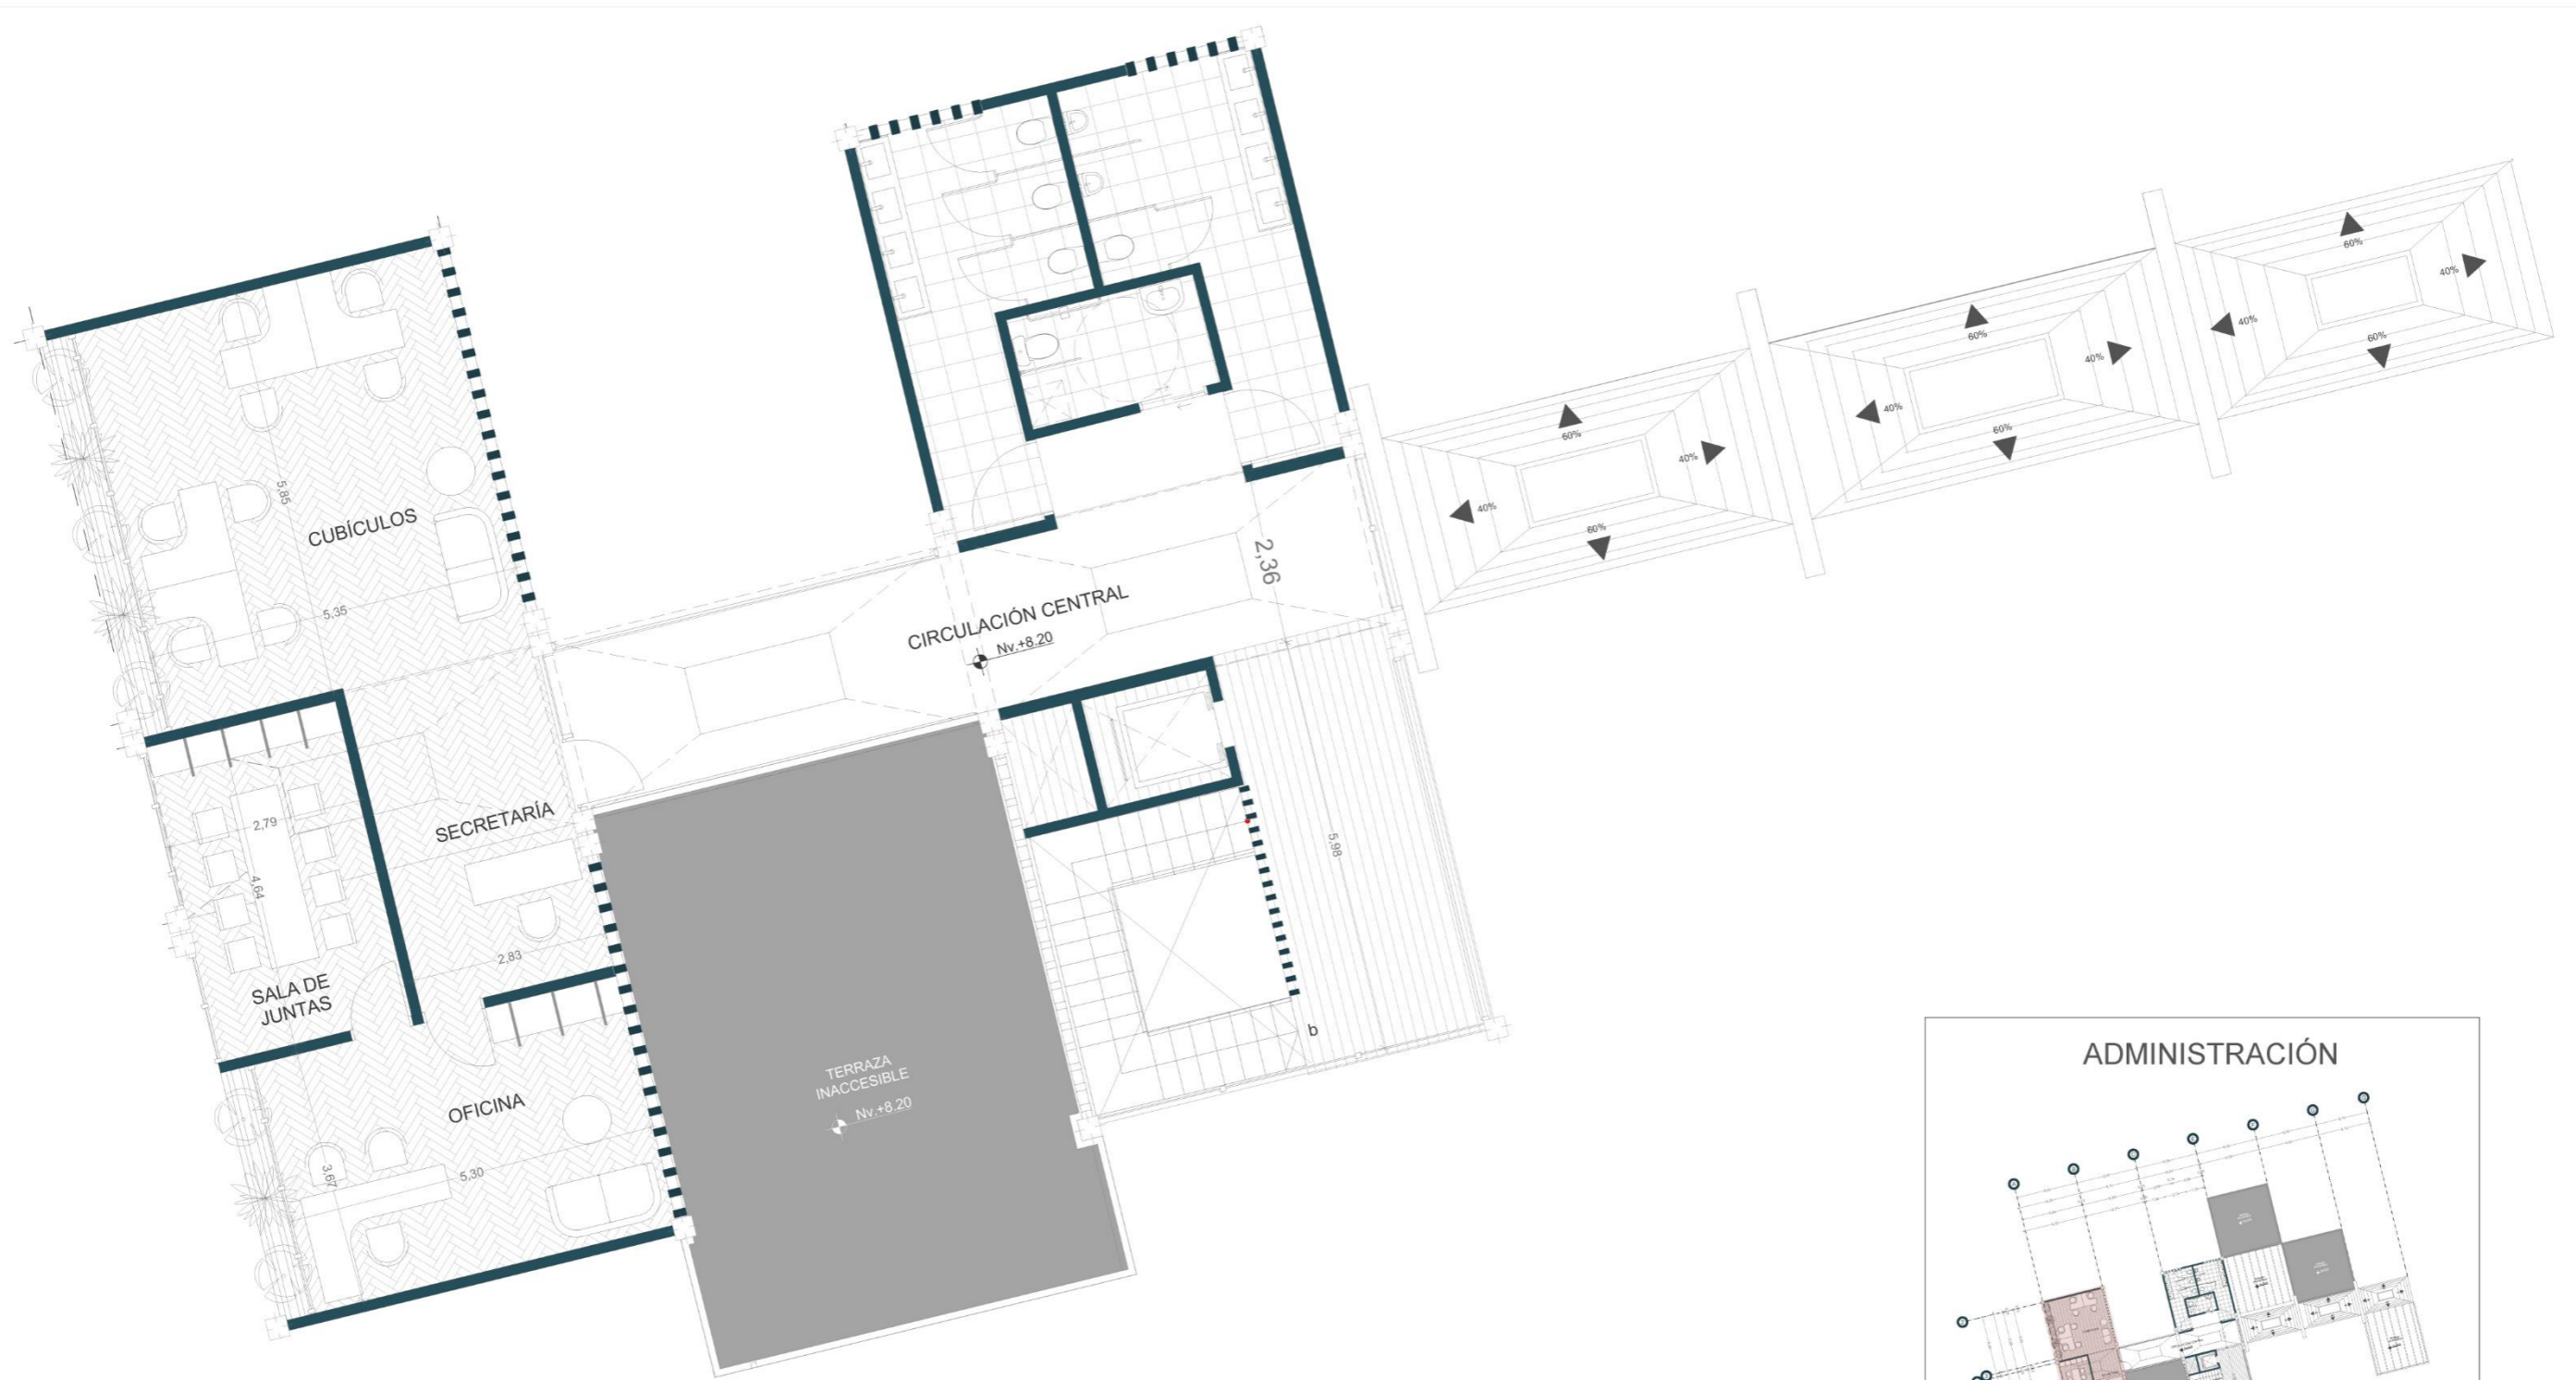 60%
40%
40%
60%
60%
40%
40%
60%
60%
40%
40%
60%
5,85
CUBÍCULOS
5,35
2,36
CIRCULACIÓN CENTRAL
Nv.+8.20
2,79
SECRETARÍA
4,64
5,98
2,83
SALA DE
JUNTAS
b
OFICINA
TERRAZA
INACCESIBLE
Nv.+8.20
3,67
5,30
ADMINISTRACIÓN